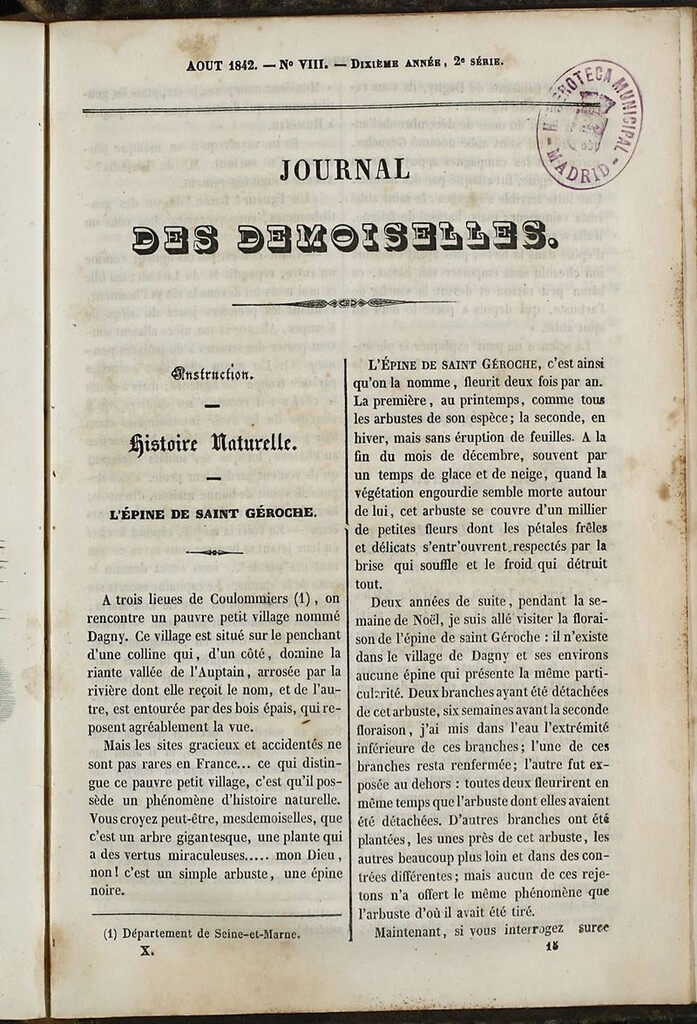 AOUT 1842. — No VIII. — DIXIÈME ANNÉE, 2e SÉRIE.
HEMEROTECA MUNICIPAL
MADRID
JOURNAL
DES DEMOISELLES.
Instruction.
Histoire Naturelle.
L'ÉPINE DE SAINT GÉROCHE.
A trois lieues de Coulommiers (1), on
rencontre un pauvre petit village nommé
Dagny. Ce village est situé sur le penchant
d'une colline qui, d'un côté, domine la
riante vallée de l'Auptain, arrosée par la
rivière dont elle reçoit le nom, et de l'au-
tre, est entourée par des bois épais, qui re-
posent agréablement la vue.
Mais les sites gracieux et accidentés ne
sont pas rares en France... ce qui distin-
gue ce pauvre petit village, c'est qu'il pos-
sède un phénomène d'histoire naturelle.
Vous croyez peut-être, mesdemoiselles, que
c'est un arbre gigantesque, une plante qui
a des vertus miraculeuses..... mon Dieu,
non! c'est un simple arbuste, une épine
noire.
(1) Département de Seine-et-Marne.
X.
L'ÉPINE DE SAINT GÉROCHE, c'est ainsi
qu'on la nomme, fleurit deux fois par an.
La première, au printemps, comme tous
les arbustes de son espèce; la seconde, en
hiver, mais sans éruption de feuilles. A la
fin du mois de décembre, souvent par
un temps de glace et de neige, quand la
végétation engourdie semble morte autour
de lui, cet arbuste se couvre d'un millier
de petites fleurs dont les pétales frêles
et délicats s'entr'ouvrent respectés par la
brise qui souffle et le froid qui détruit
tout.
Deux années de suite, pendant la se-
maine de Noël, je suis allé visiter la florai-
son de l'épine de saint Géroche : il n'existe
dans le village de Dagny et ses environs
aucune épine qui présente la même parti-
cularité. Deux branches ayant été détachées
de cet arbuste, six semaines avant la seconde
floraison, j'ai mis dans l'eau l'extrémité
inférieure de ces branches; l'une de ces
branches resta renfermée; l'autre fut ex-
posée au dehors : toutes deux fleurirent en
même temps que l'arbuste dont elles avaient
été détachées. D'autres branches ont été
plantées, les unes près de cet arbuste, les
autres beaucoup plus loin et dans des con-
trées différentes; mais aucun de ces reje-
tons n'a offert le même phénomène que
l'arbuste d'où il avait été tiré.
Maintenant, si vous interrogez suree
15